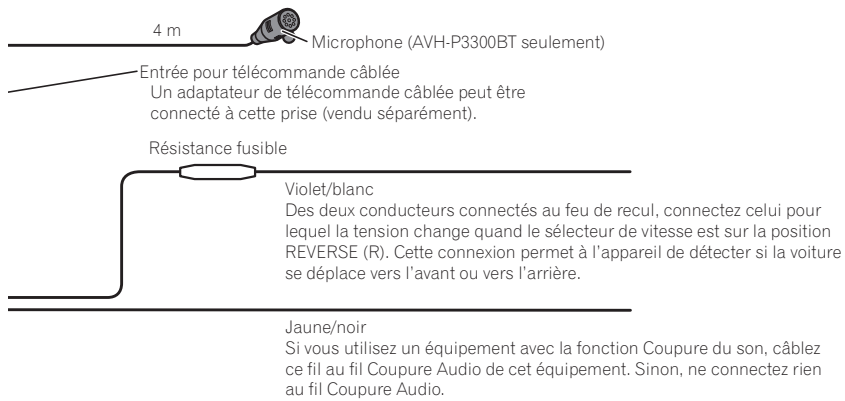 4 m
Microphone (AVH-P3300BT seulement)
Entrée pour télécommande câblée
Un adaptateur de télécommande câblée peut être
connecté à cette prise (vendu séparément).
Résistance fusible
Violet/blanc
Des deux conducteurs connectés au feu de recul, connectez celui pour
lequel la tension change quand le sélecteur de vitesse est sur la position
REVERSE (R). Cette connexion permet à l’appareil de détecter si la voiture
se déplace vers l’avant ou vers l’arrière.
Jaune/noir
Si vous utilisez un équipement avec la fonction Coupure du son, câblez
ce fil au fil Coupure Audio de cet équipement. Sinon, ne connectez rien
au fil Coupure Audio.